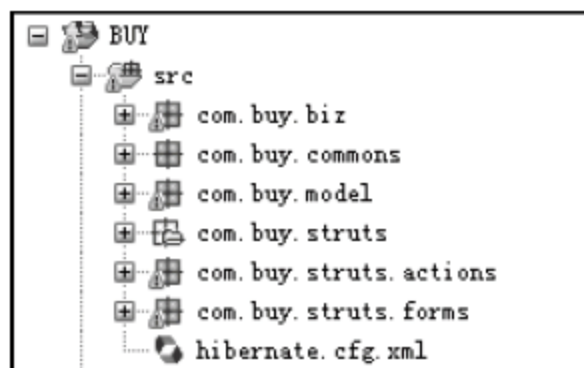 BUY
src
com.buy.biz
com.buy.commons
com.buy.model
com.buy.struts
com.buy.struts.actions
com.buy.struts.forms
hibernate.cfg.xml